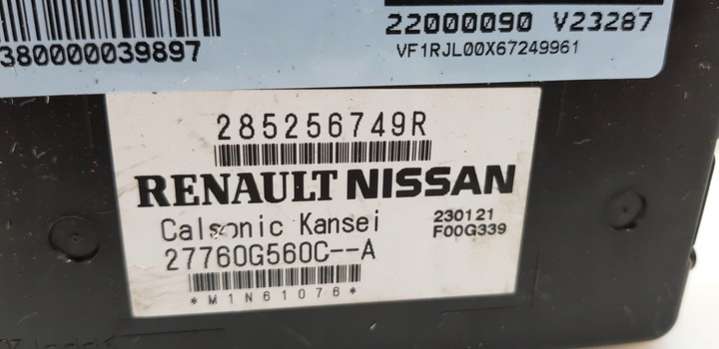 22000090 V23287
380000039897
VF1RJL00X67249961
285256749R
RENAULT NISSAN
Calsonic Kansei
230121
27760G560C--A
F00G339
*M1N61076*